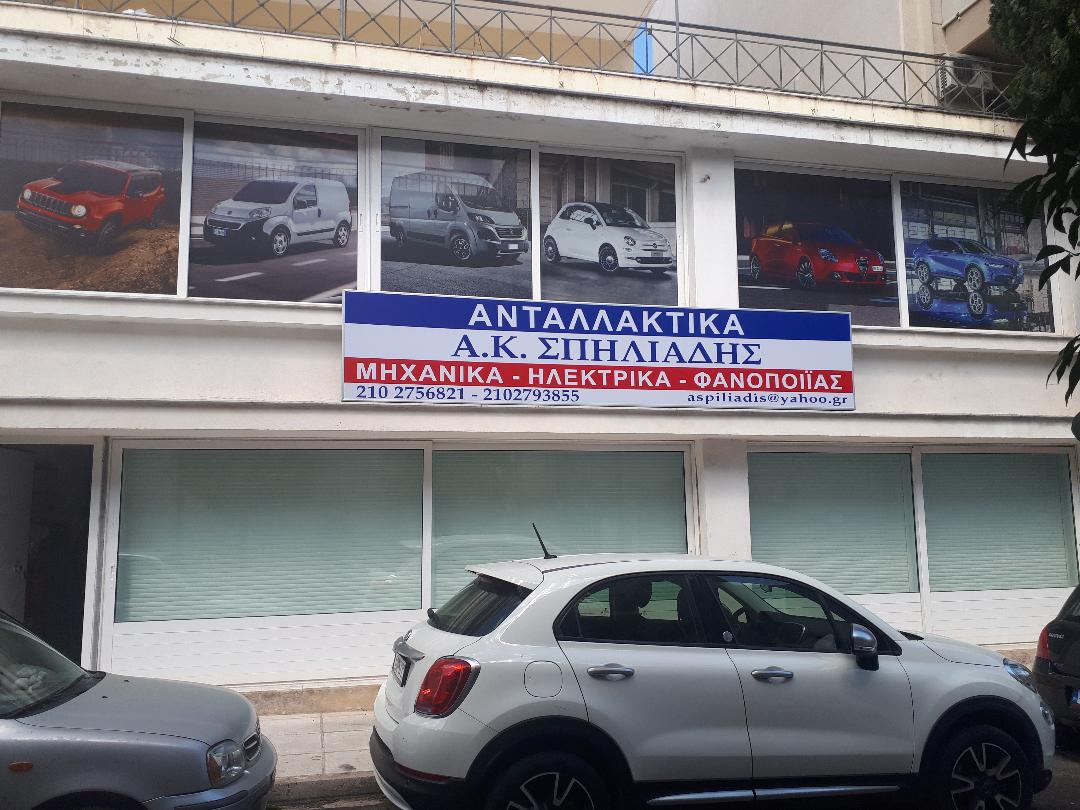 ΑΝΤΑΛΛΑΚΤΙΚΑ
Α.Κ. ΣΠΗΛΙΑΔΗΣ
ΜΗΧΑΝΙΚΑ - ΗΛΕΚΤΡΙΚΑ - ΦΑΝΟΠΟΙΪΑΣ
210 2756821 - 2102793855 aspiliadis@yahoo.gr